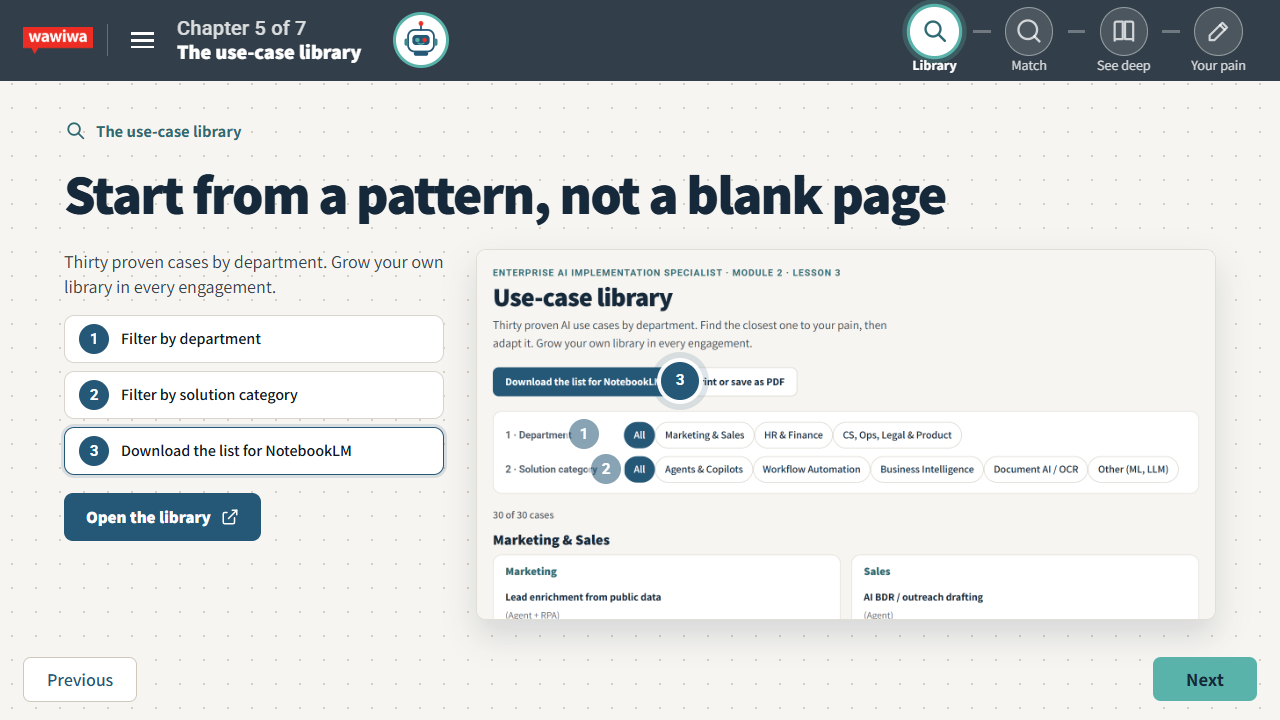 wawiwa
Chapter 5 of 7
The use-case library
Library
Match
See deep
Your pain
The use-case library
Start from a pattern, not a blank page
Thirty proven cases by department. Grow your own
library in every engagement.
1 Filter by department
2 Filter by solution category
3 Download the list for NotebookLM
Open the library
ENTERPRISE AI IMPLEMENTATION SPECIALIST · MODULE 2 · LESSON 3
Use-case library
Thirty proven AI use cases by department. Find the closest one to your pain, then
adapt it. Grow your own library in every engagement.
Download the list for NotebookLM 3 int or save as PDF
1 · Department 1 All Marketing & Sales HR & Finance CS, Ops, Legal & Product
2 · Solution category 2 All Agents & Copilots Workflow Automation Business Intelligence Document AI / OCR Other (ML, LLM)
30 of 30 cases
Marketing & Sales
Marketing
Lead enrichment from public data
(Agent + RPA)
Sales
AI BDR / outreach drafting
(Agent)
Previous
Next